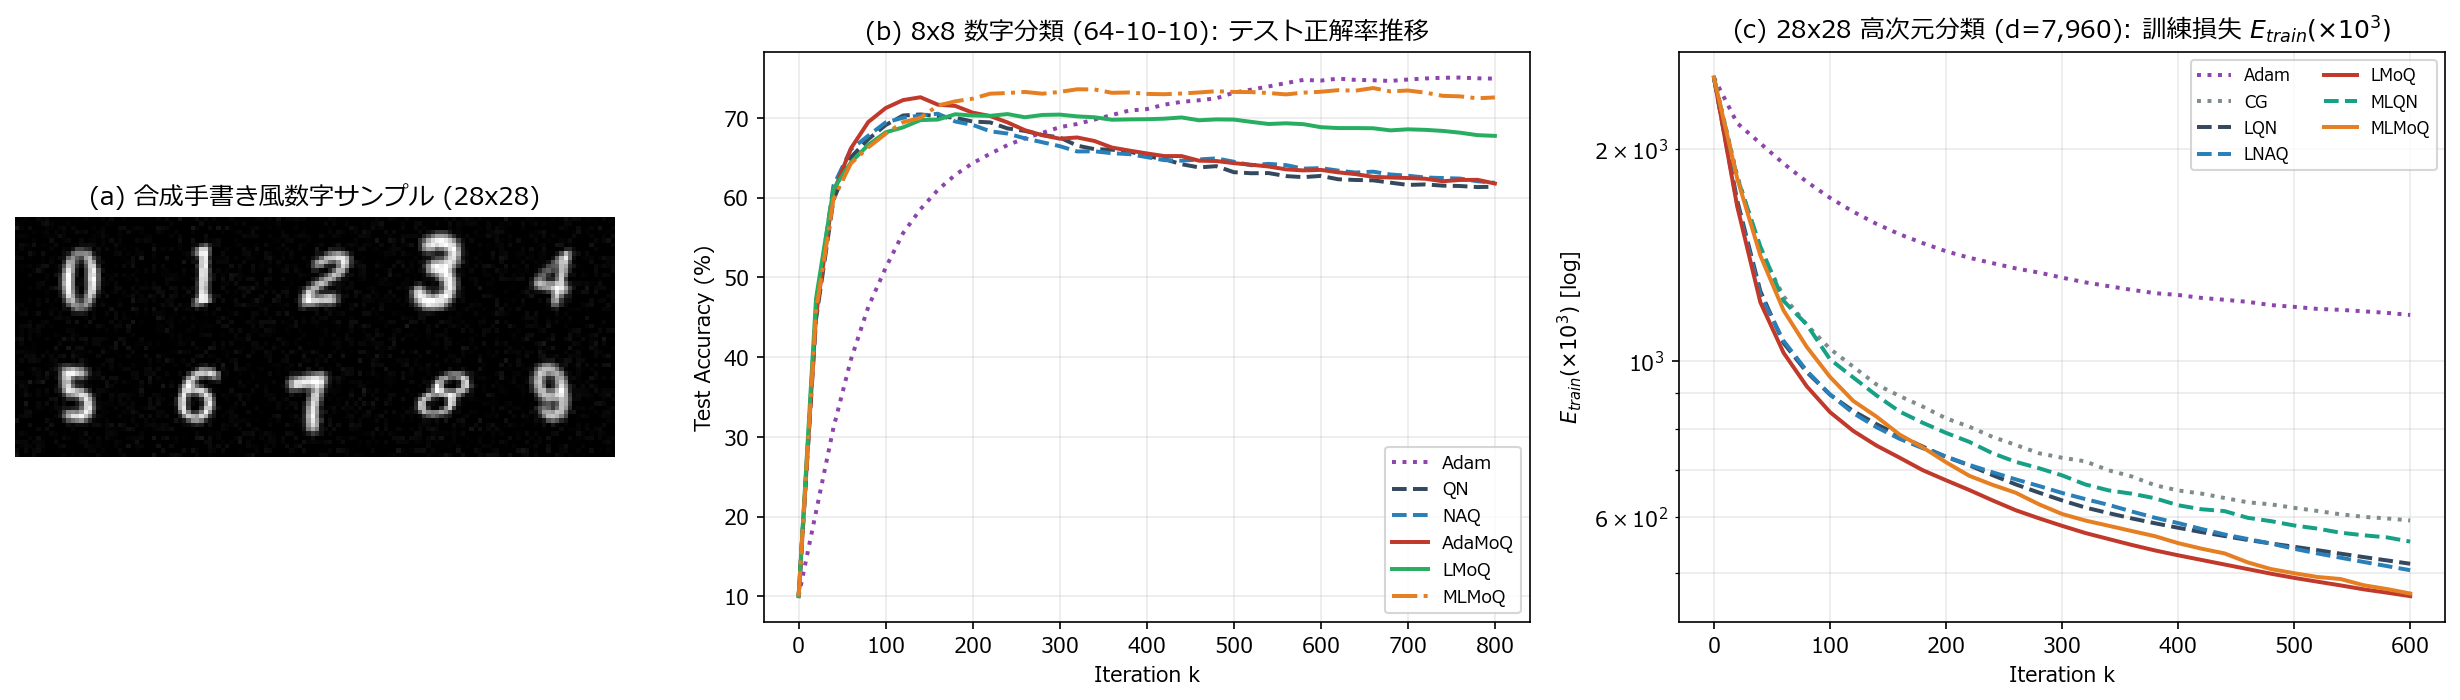 (a) 合成手書き風数字サンプル (28x28)
0 1 2 3 4
5 6 7 8 9
(b) 8x8 数字分類 (64-10-10): テスト正解率推移
Test Accuracy (%)
70
60
50
40
30
20
10
0 100 200 300 400 500 600 700 800
Iteration k
Adam
QN
NAQ
AdaMoQ
LMoQ
MLMoQ
(c) 28x28 高次元分類 (d=7,960): 訓練損失 E_{train}(×10^3)
E_{train}(×10^3) [log]
2 × 10^3
10^3
6 × 10^2
0 100 200 300 400 500 600
Iteration k
Adam
CG
LQN
LNAQ
LMoQ
MLQN
MLMoQ